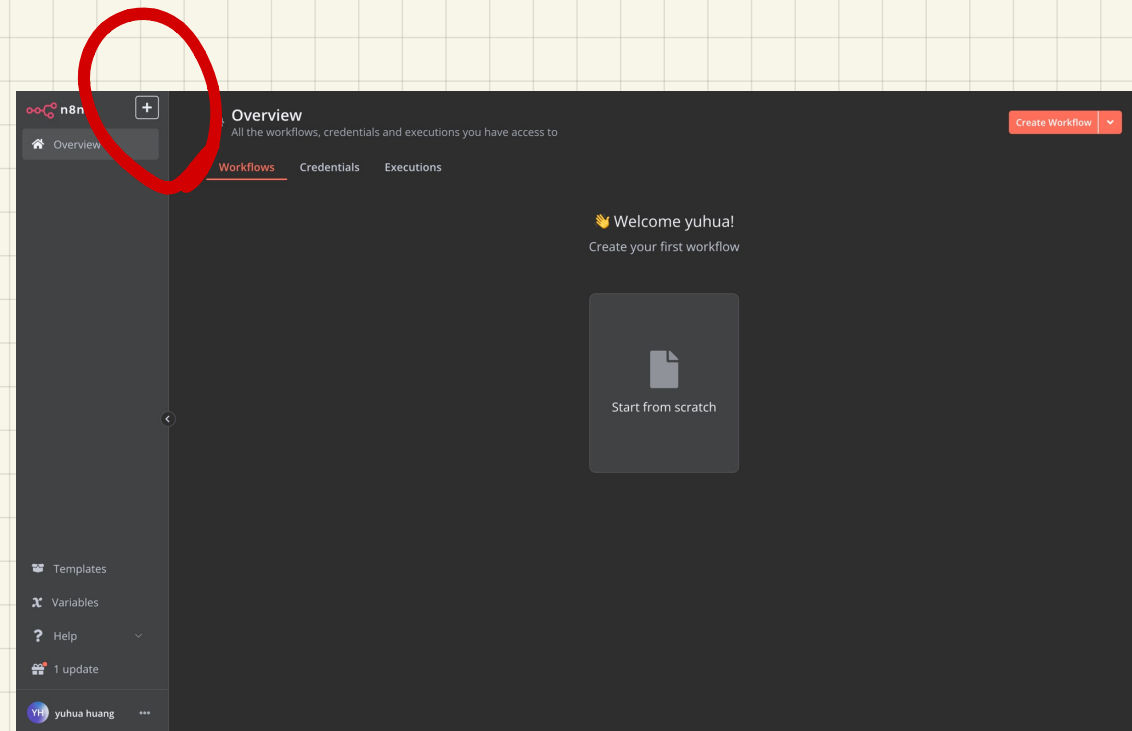 n8n
+
Overview
Overview
All the workflows, credentials and executions you have access to
Create Workflow
Workflows Credentials Executions
👋 Welcome yuhua!
Create your first workflow
Start from scratch
Templates
x Variables
? Help
1 update
YH yuhua huang